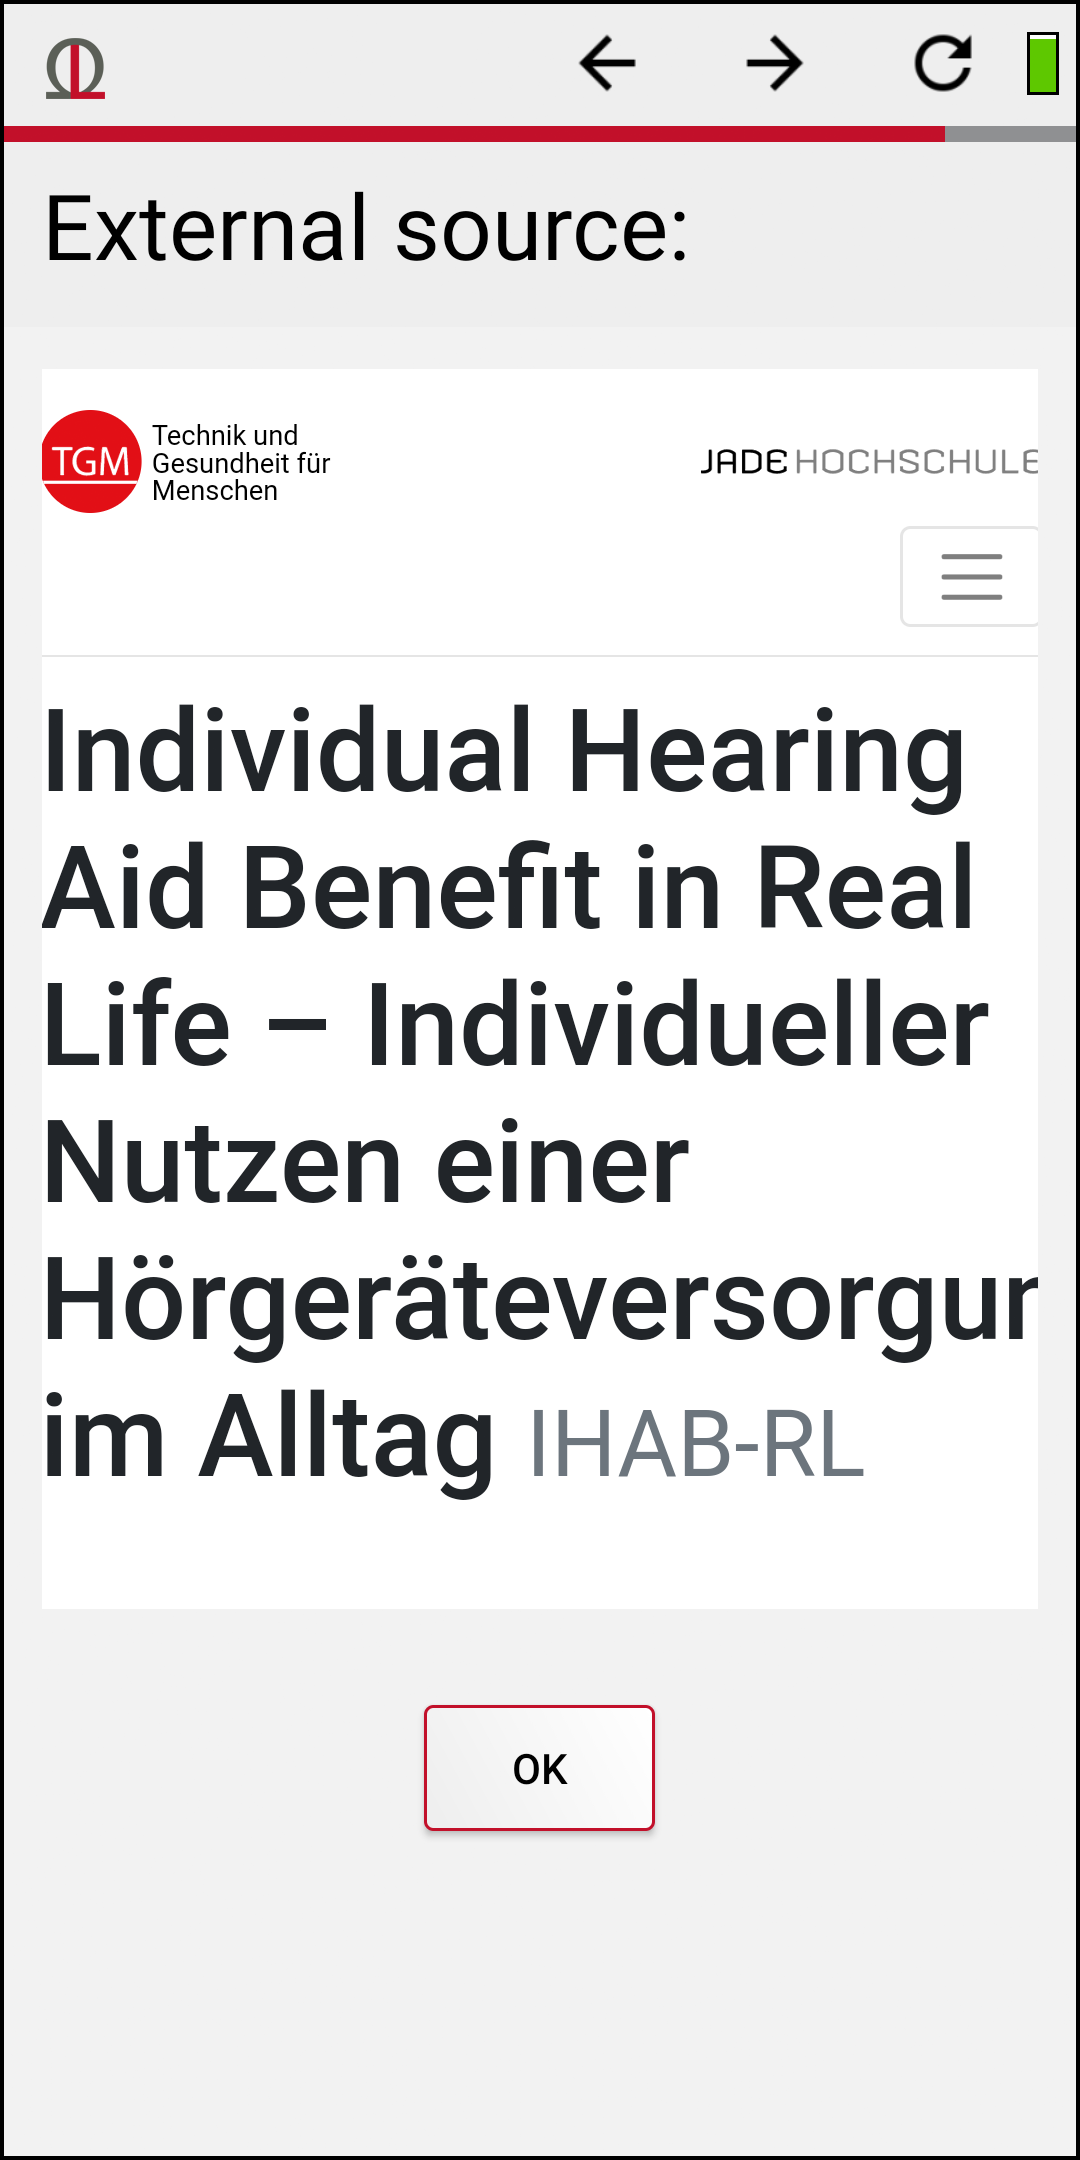 External source:
TGM
Technik und
Gesundheit für
Menschen
JADE HOCHSCHULE
Individual Hearing
Aid Benefit in Real
Life – Individueller
Nutzen einer
Hörgeräteversorgun
im Alltag IHAB-RL
OK